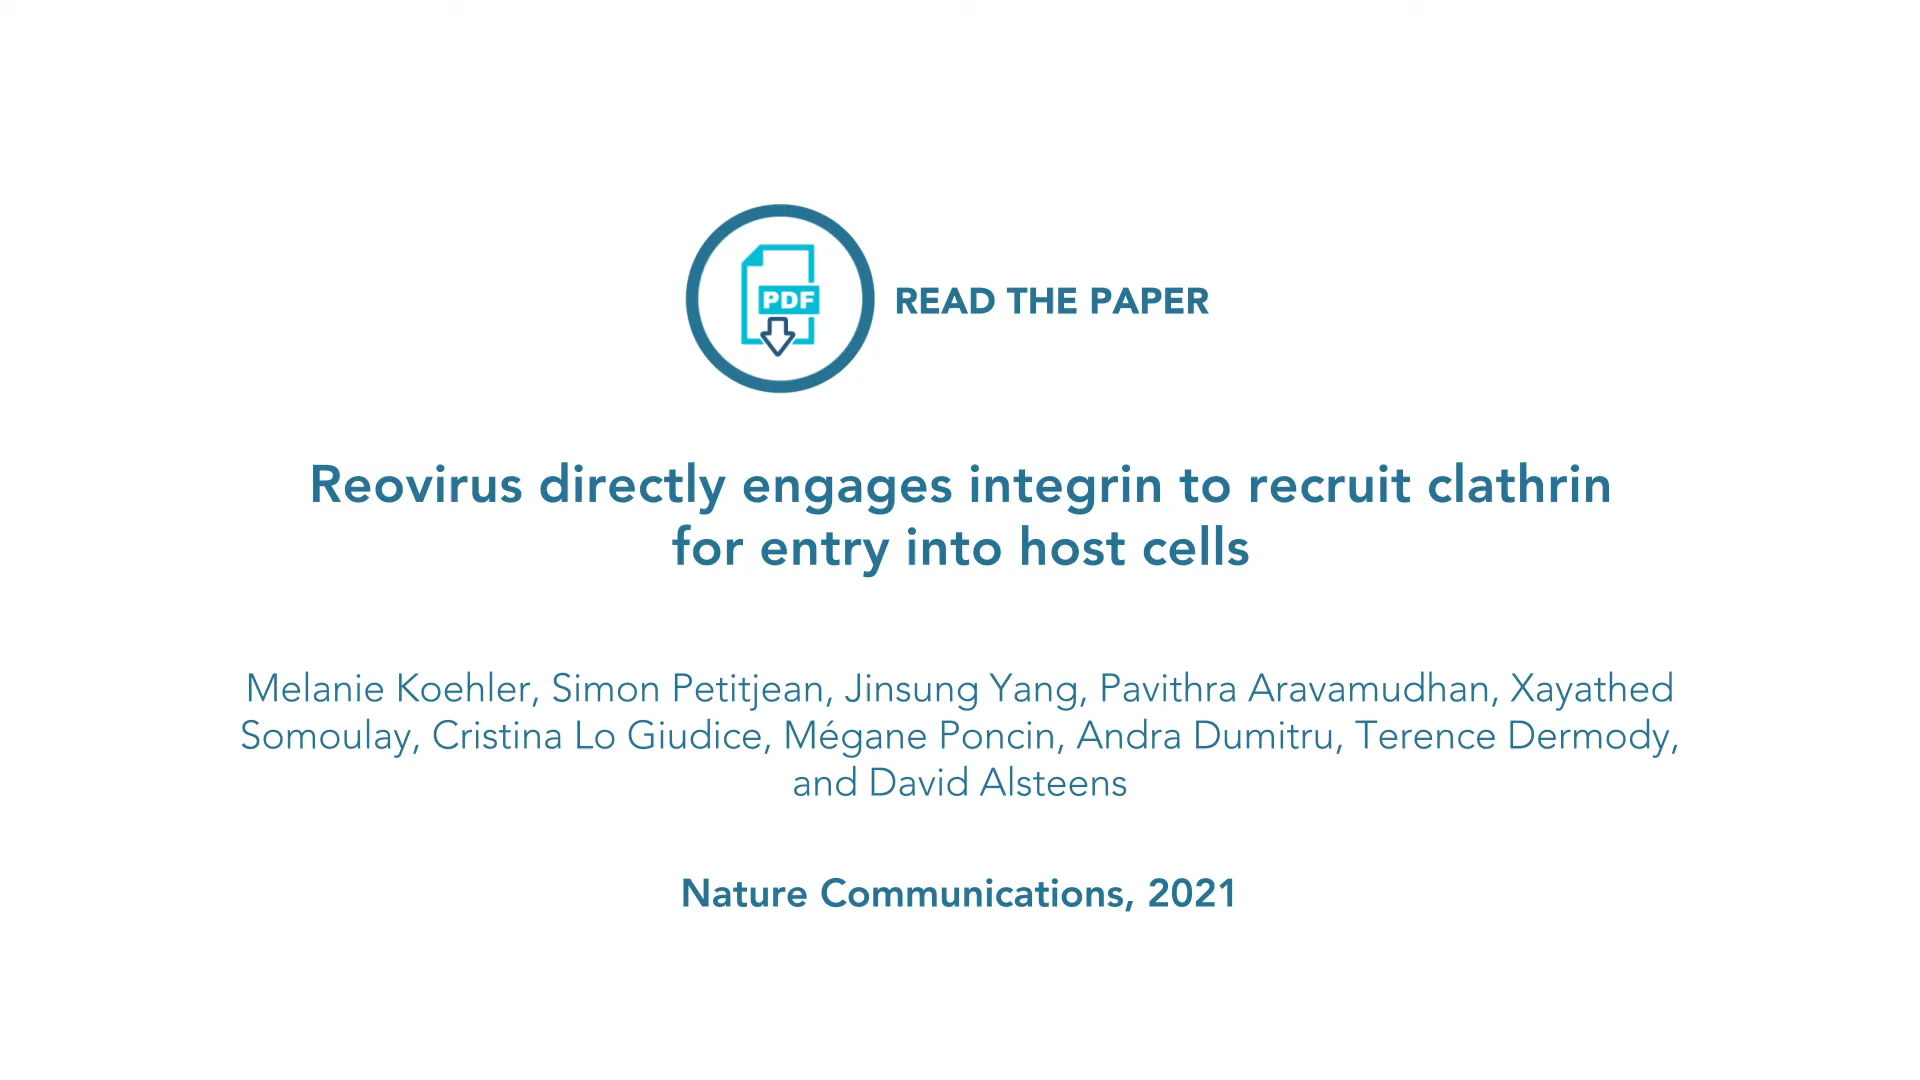 PDF
READ THE PAPER
Reovirus directly engages integrin to recruit clathrin
for entry into host cells
Melanie Koehler, Simon Petitjean, Jinsung Yang, Pavithra Aravamudhan, Xayathed
Somoulay, Cristina Lo Giudice, Mégane Poncin, Andra Dumitru, Terence Dermody,
and David Alsteens
Nature Communications, 2021